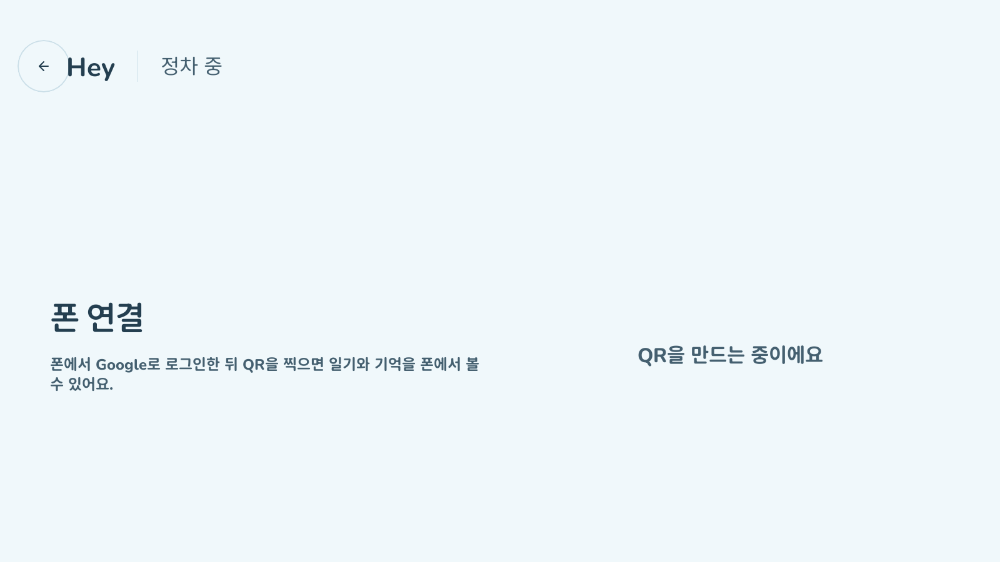 Hey
정차 중
폰 연결
폰에서 Google로 로그인한 뒤 QR을 찍으면 일기와 기억을 폰에서 볼
수 있어요.
QR을 만드는 중이에요